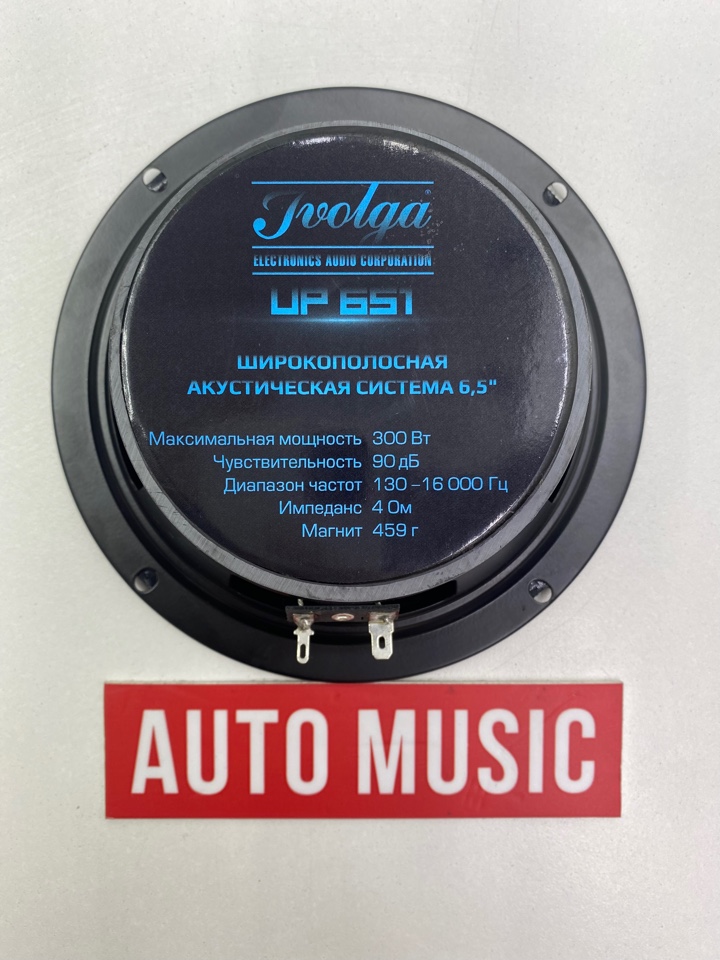 Ivolga®
ELECTRONICS AUDIO CORPORATION
UP 651
ШИРОКОПОЛОСНАЯ
АКУСТИЧЕСКАЯ СИСТЕМА 6,5"
Максимальная мощность 300 Вт
Чувствительность 90 дБ
Диапазон частот 130 – 16 000 Гц
Импеданс 4 Ом
Магнит 459 г
AUTO MUSIC